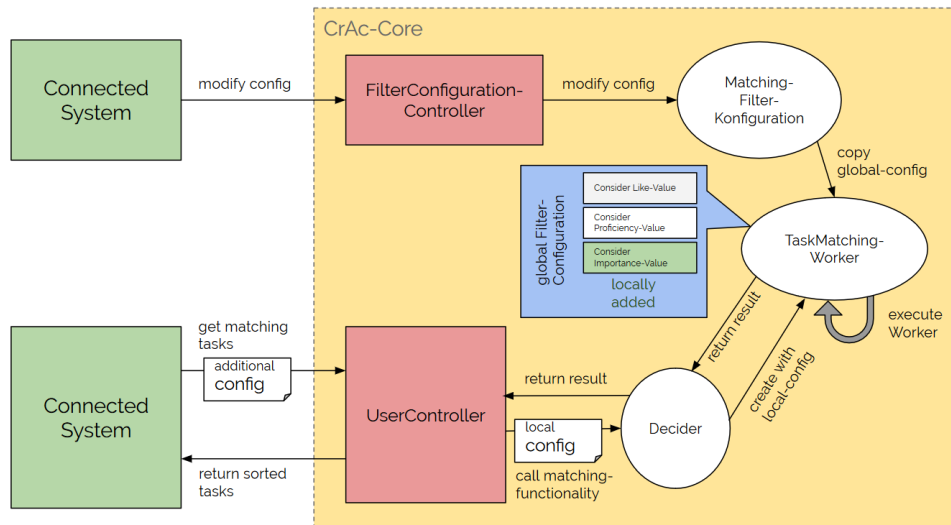 CrAc-Core
Connected
System
modify config
FilterConfiguration-
Controller
modify config
Matching-
Filter-
Konfiguration
copy
global-config
global Filter-
Configuration
Consider Like-Value
Consider
Proficiency-Value
Consider
Importance-Value
locally
added
TaskMatching-
Worker
execute
Worker
return result
create with
local-config
Connected
System
get matching
tasks
additional
config
return sorted
tasks
UserController
return result
local
config
call matching-
functionality
Decider